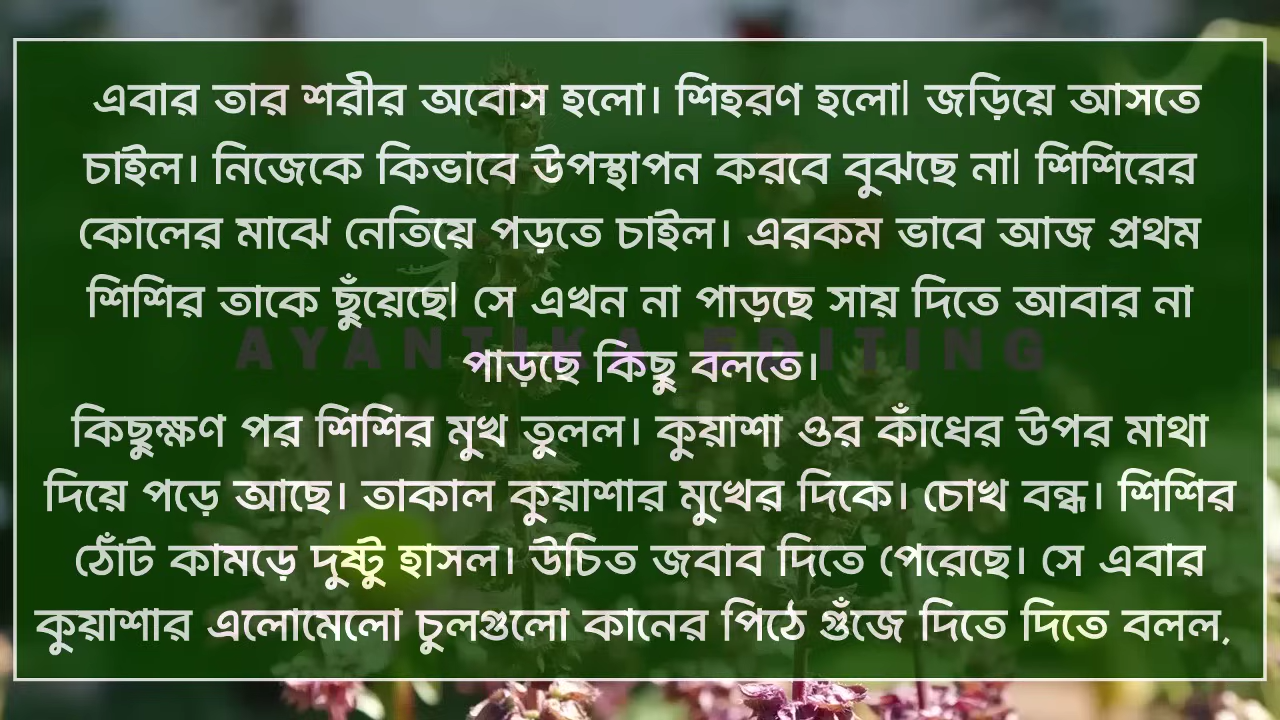 এবার তার শরীর অবোস হলো। শিহরণ হলো| জড়িয়ে আসতে
চাইল। নিজেকে কিভাবে উপস্থাপন করবে বুঝছে না| শিশিরের
কোলের মাঝে নেতিয়ে পড়তে চাইল। এরকম ভাবে আজ প্রথম
শিশির তাকে ছুঁয়েছে| সে এখন না পাড়ছে সায় দিতে আবার না
AYANTIKA EDITING
পাড়ছে কিছু বলতে।
কিছুক্ষণ পর শিশির মুখ তুলল। কুয়াশা ওর কাঁধের উপর মাথা
দিয়ে পড়ে আছে। তাকাল কুয়াশার মুখের দিকে। চোখ বন্ধ। শিশির
ঠোঁট কামড়ে দুষ্টু হাসল। উচিত জবাব দিতে পেরেছে। সে এবার
কুয়াশার এলোমেলো চুলগুলো কানের পিঠে গুঁজে দিতে দিতে বলল,